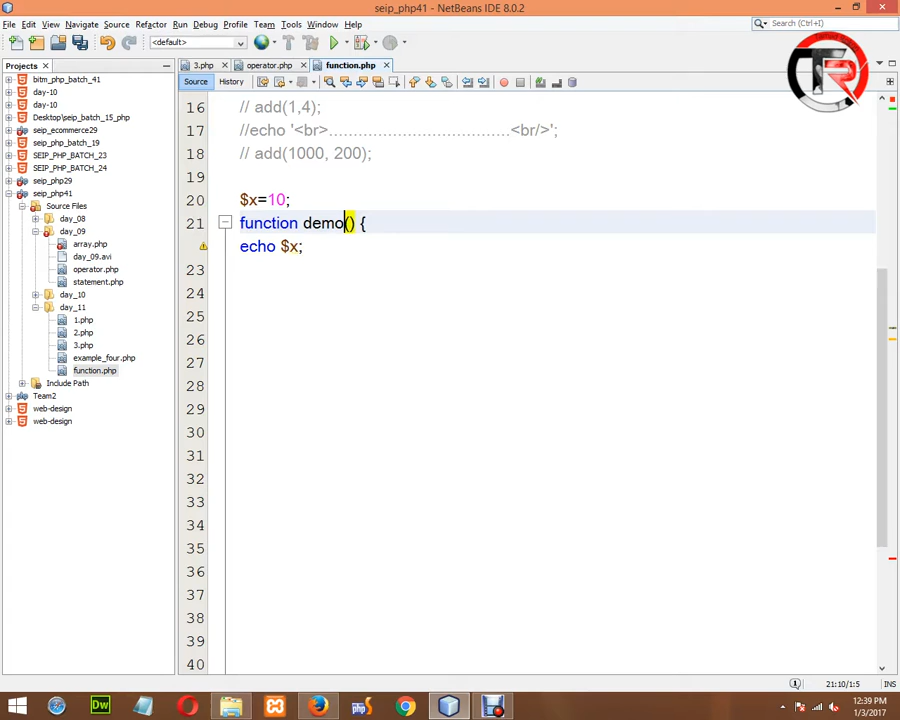 seip_php41 - NetBeans IDE 8.0.2
File Edit View Navigate Source Refactor Run Debug Profile Team Tools Window Help
Search (Ctrl+I)
<default>
Projects
3.php operator.php function.php
Source History
bitm_php_batch_41
day-10
day-10
Desktop/seip_batch_15_php
seip_ecommerce29
seip_php_batch_19
SEIP_PHP_BATCH_23
SEIP_PHP_BATCH_24
seip_php29
seip_php41
Source Files
day_08
day_09
array.php
day_09.avi
operator.php
statement.php
day_10
day_11
1.php
2.php
3.php
example_four.php
function.php
Include Path
Team2
web-design
web-design
16 // add(1,4);
17 //echo '<br>....................................<br/>';
18 // add(1000, 200);
19
20 $x=10;
21 function demo() {
echo $x;
23
24
25
26
27
28
29
30
31
32
33
34
35
36
37
38
39
40
21:10/1:5 INS
Dw
12:39 PM
1/3/2017